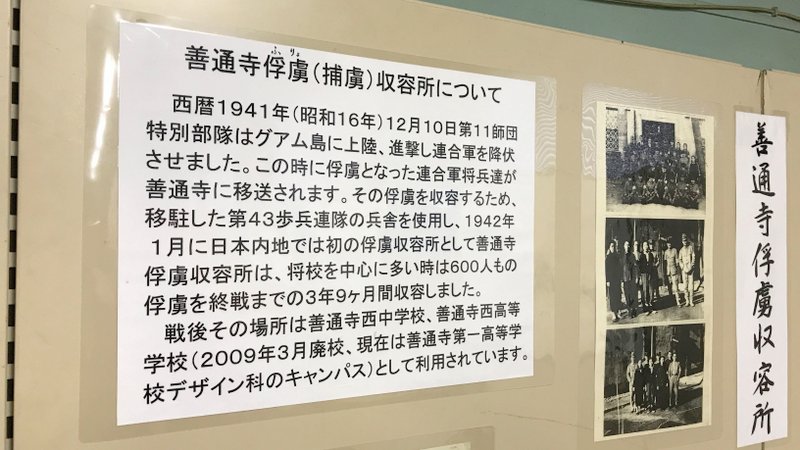 善通寺俘虜(捕虜)収容所について
ふりょ
西暦1941年(昭和16年)12月10日第11師団
特別部隊はグアム島に上陸、進撃し連合軍を降伏
させました。この時に俘虜となった連合軍将兵達が
善通寺に移送されます。その俘虜を収容するため、
移駐した第43歩兵連隊の兵舎を使用し、1942年
1月に日本内地では初の俘虜収容所として善通寺
俘虜収容所は、将校を中心に多い時は600人もの
俘虜を終戦までの3年9ヶ月間収容しました。
戦後その場所は善通寺西中学校、善通寺西高等
学校(2009年3月廃校、現在は善通寺第一高等学
校デザイン科のキャンパス)として利用されています。
善通寺俘虜収容所